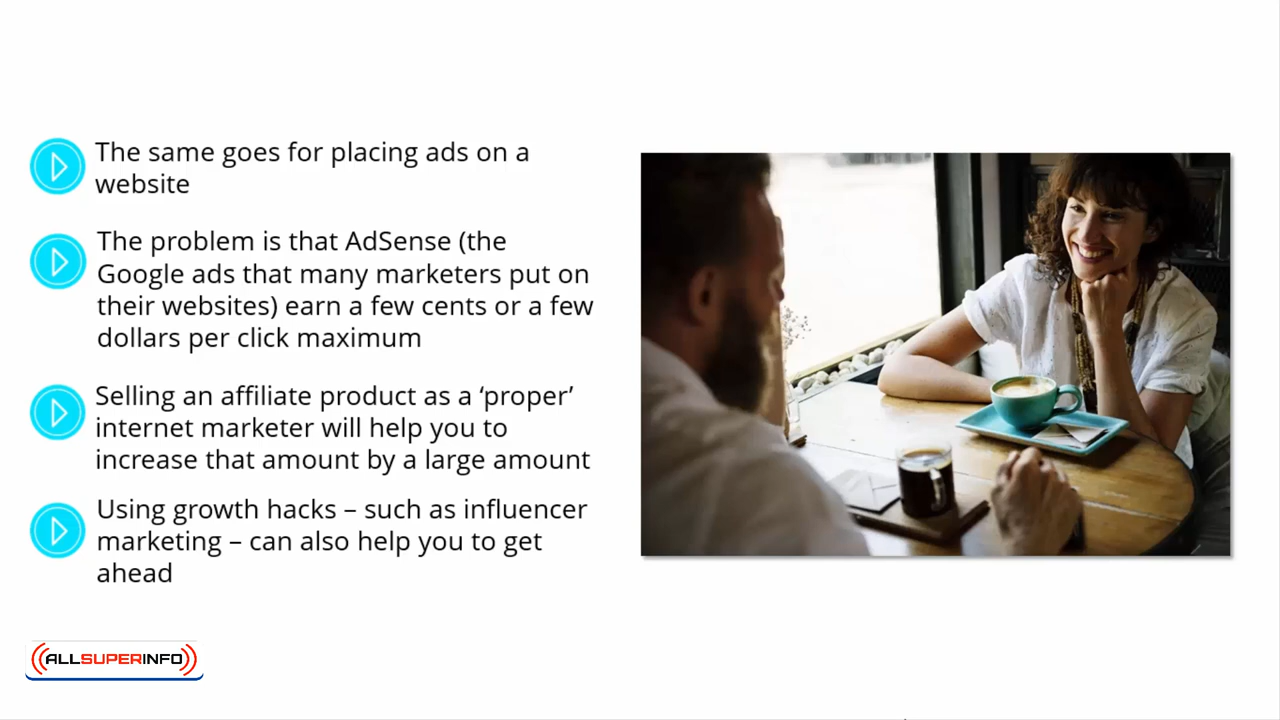 The same goes for placing ads on a
website
The problem is that AdSense (the
Google ads that many marketers put on
their websites) earn a few cents or a few
dollars per click maximum
Selling an affiliate product as a ‘proper’
internet marketer will help you to
increase that amount by a large amount
Using growth hacks – such as influencer
marketing – can also help you to get
ahead
ALLSUPERINFO